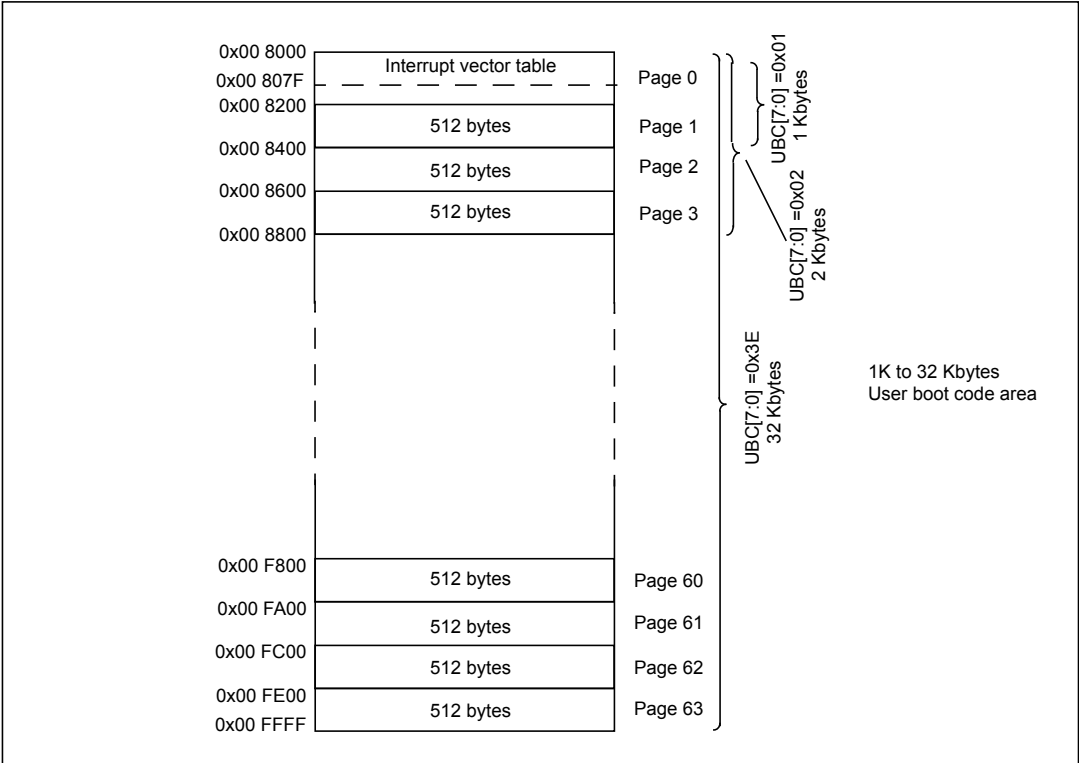 0x00 8000
Interrupt vector table
0x00 807F
Page 0
0x00 8200
512 bytes
Page 1
0x00 8400
512 bytes
Page 2
0x00 8600
512 bytes
Page 3
0x00 8800
UBC[7:0] =0x01
1 Kbytes
UBC[7:0] =0x02
2 Kbytes
UBC[7:0] =0x3E
32 Kbytes
1K to 32 Kbytes
User boot code area
0x00 F800
512 bytes
Page 60
0x00 FA00
512 bytes
Page 61
0x00 FC00
512 bytes
Page 62
0x00 FE00
512 bytes
Page 63
0x00 FFFF